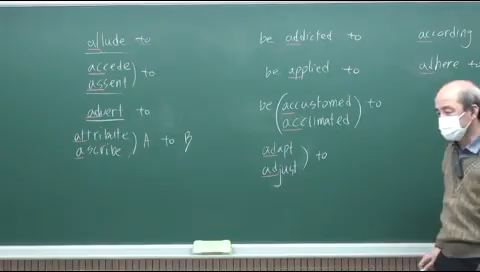 allude to
accede
assent ) to
advert to
attribute
ascribe ) A to B
be addicted to
be applied to
be ( accustomed
acclimated ) to
adapt
adjust ) to
according
adhere to